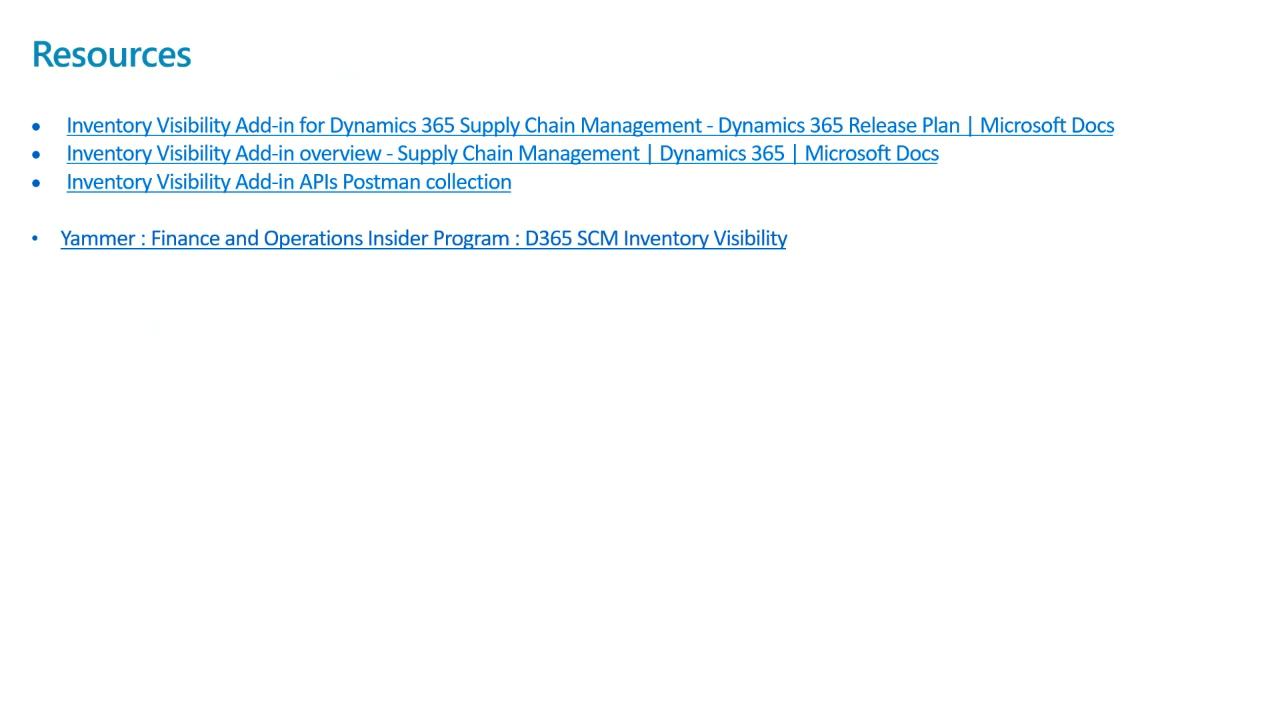 Resources
• Inventory Visibility Add-in for Dynamics 365 Supply Chain Management - Dynamics 365 Release Plan | Microsoft Docs
• Inventory Visibility Add-in overview - Supply Chain Management | Dynamics 365 | Microsoft Docs
• Inventory Visibility Add-in APIs Postman collection
• Yammer : Finance and Operations Insider Program : D365 SCM Inventory Visibility